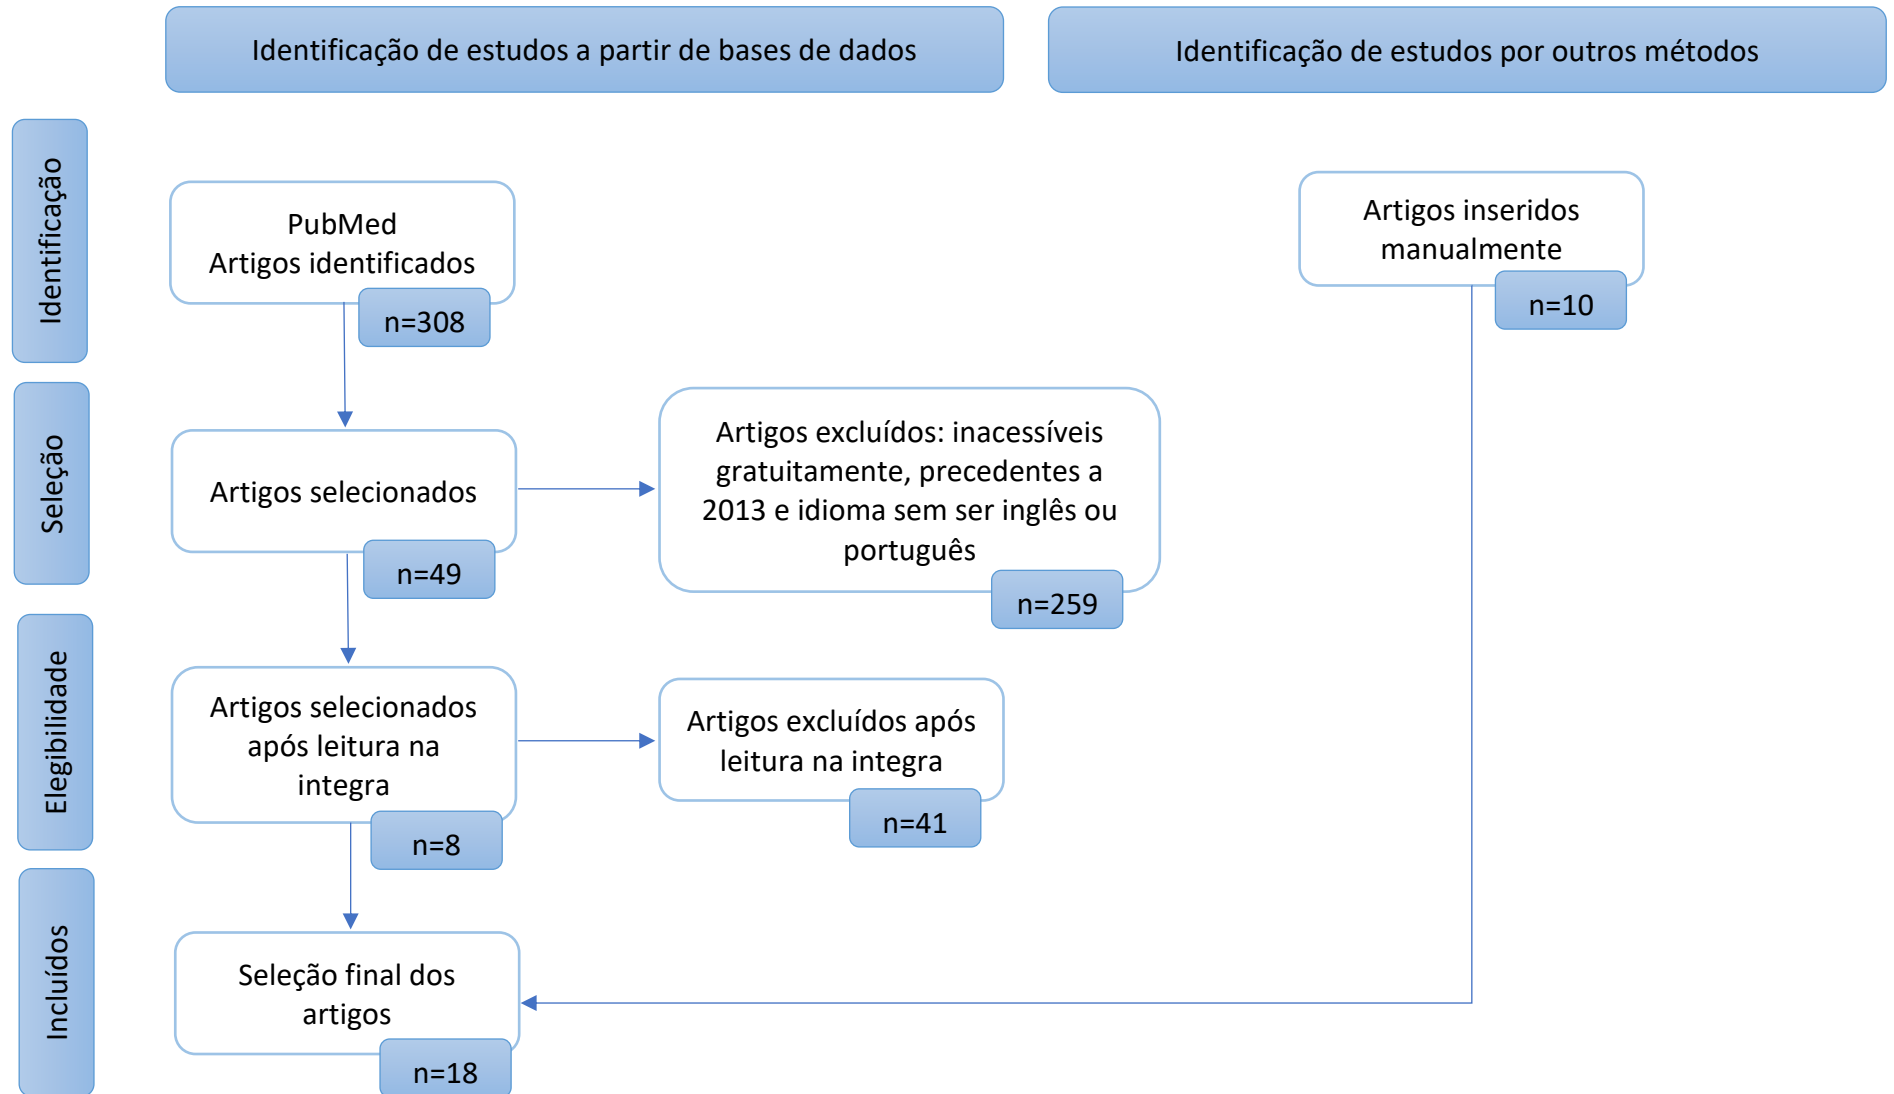 Identificação de estudos a partir de bases de dados
Identificação de estudos por outros métodos
Identificação
PubMed
Artigos identificados
n=308
Artigos inseridos
manualmente
n=10
Seleção
Artigos selecionados
n=49
Artigos excluídos: inacessíveis
gratuitamente, precedentes a
2013 e idioma sem ser inglês ou
português
n=259
Elegibilidade
Artigos selecionados
após leitura na
integra
n=8
Artigos excluídos após
leitura na integra
n=41
Incluídos
Seleção final dos
artigos
n=18